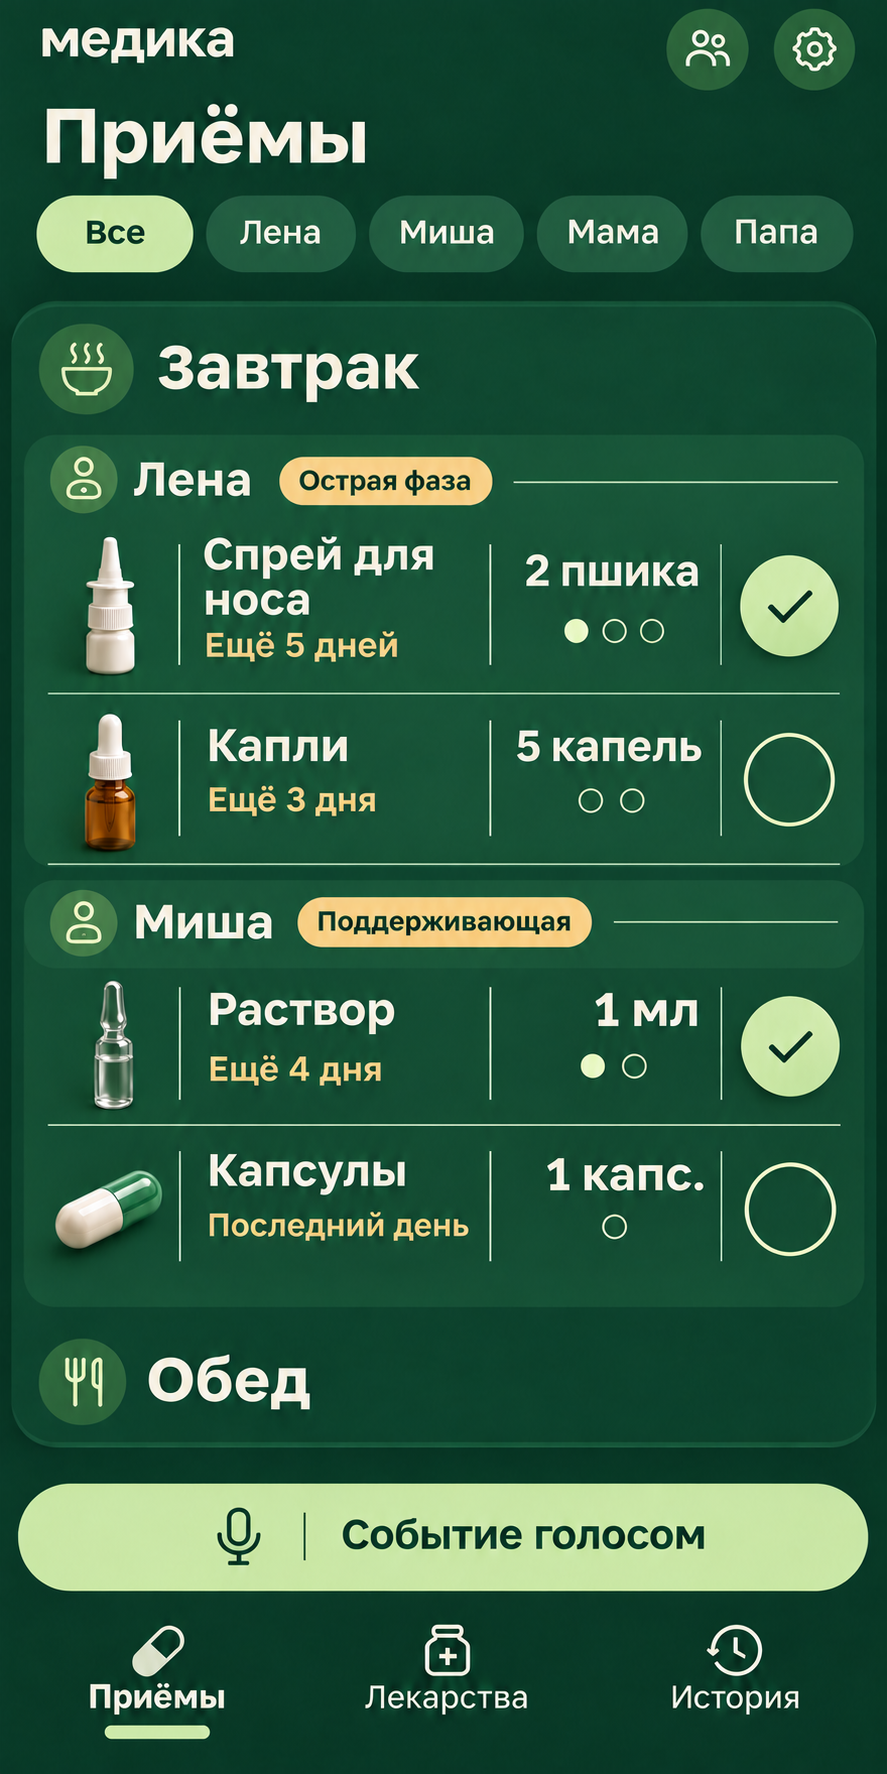 медика
Приёмы
Все Лена Миша Мама Папа
Завтрак
Лена Острая фаза
Спрей для
носа
Ещё 5 дней
2 пшика
Капли
Ещё 3 дня
5 капель
Миша Поддерживающая
Раствор
Ещё 4 дня
1 мл
Капсулы
Последний день
1 капс.
Обед
Событие голосом
Приёмы Лекарства История